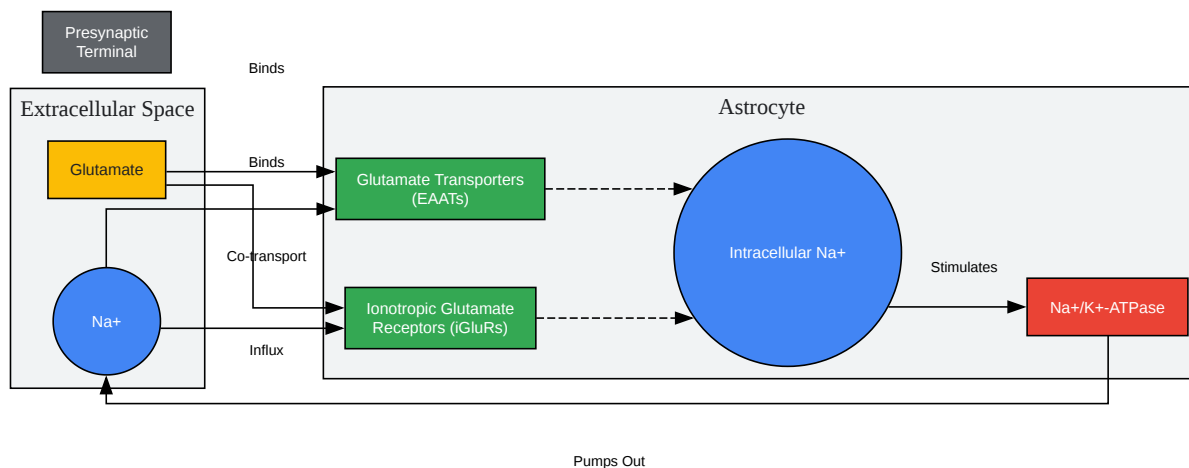 Presynaptic
Terminal
Binds
Extracellular Space
Astrocyte
Glutamate
Binds
Glutamate Transporters
(EAATs)
Co-transport
Intracellular Na+
Stimulates
Na+
Ionotropic Glutamate
Receptors (iGluRs)
Na+/K+-ATPase
Influx
Pumps Out